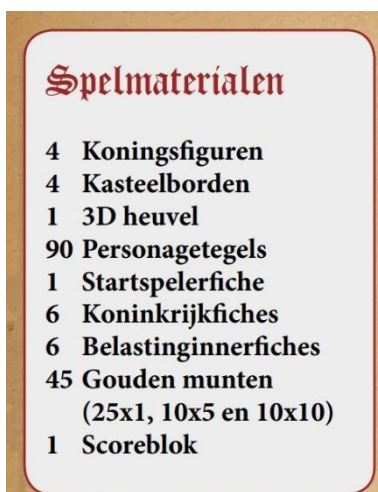 Spelmaterialen
4 Koningsfiguren
4 Kasteelborden
1 3D heuvel
90 Personagetegels
1 Startspelerfiche
6 Koninkrijkfiches
6 Belastinginnerfiches
45 Gouden munten
(25x1, 10x5 en 10x10)
1 Scoreblok